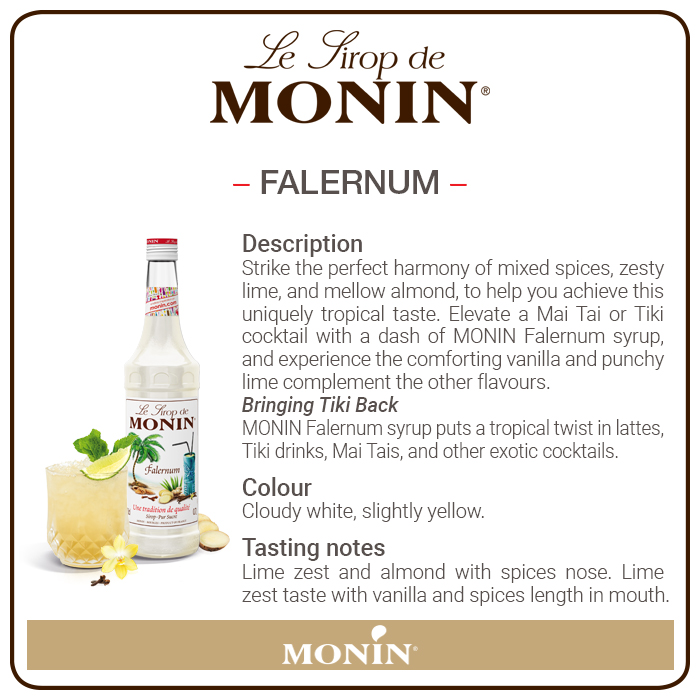 Le Sirop de
MONIN®
– FALERNUM –
Description
Strike the perfect harmony of mixed spices, zesty
lime, and mellow almond, to help you achieve this
uniquely tropical taste. Elevate a Mai Tai or Tiki
cocktail with a dash of MONIN Falernum syrup,
and experience the comforting vanilla and punchy
lime complement the other flavours.
Bringing Tiki Back
MONIN Falernum syrup puts a tropical twist in lattes,
Tiki drinks, Mai Tais, and other exotic cocktails.
Colour
Cloudy white, slightly yellow.
Tasting notes
Lime zest and almond with spices nose. Lime
zest taste with vanilla and spices length in mouth.
monin.com
Le Sirop de
MONIN
Falernum
Une tradition de qualité
Sirop Pur Sucre
MONIN®